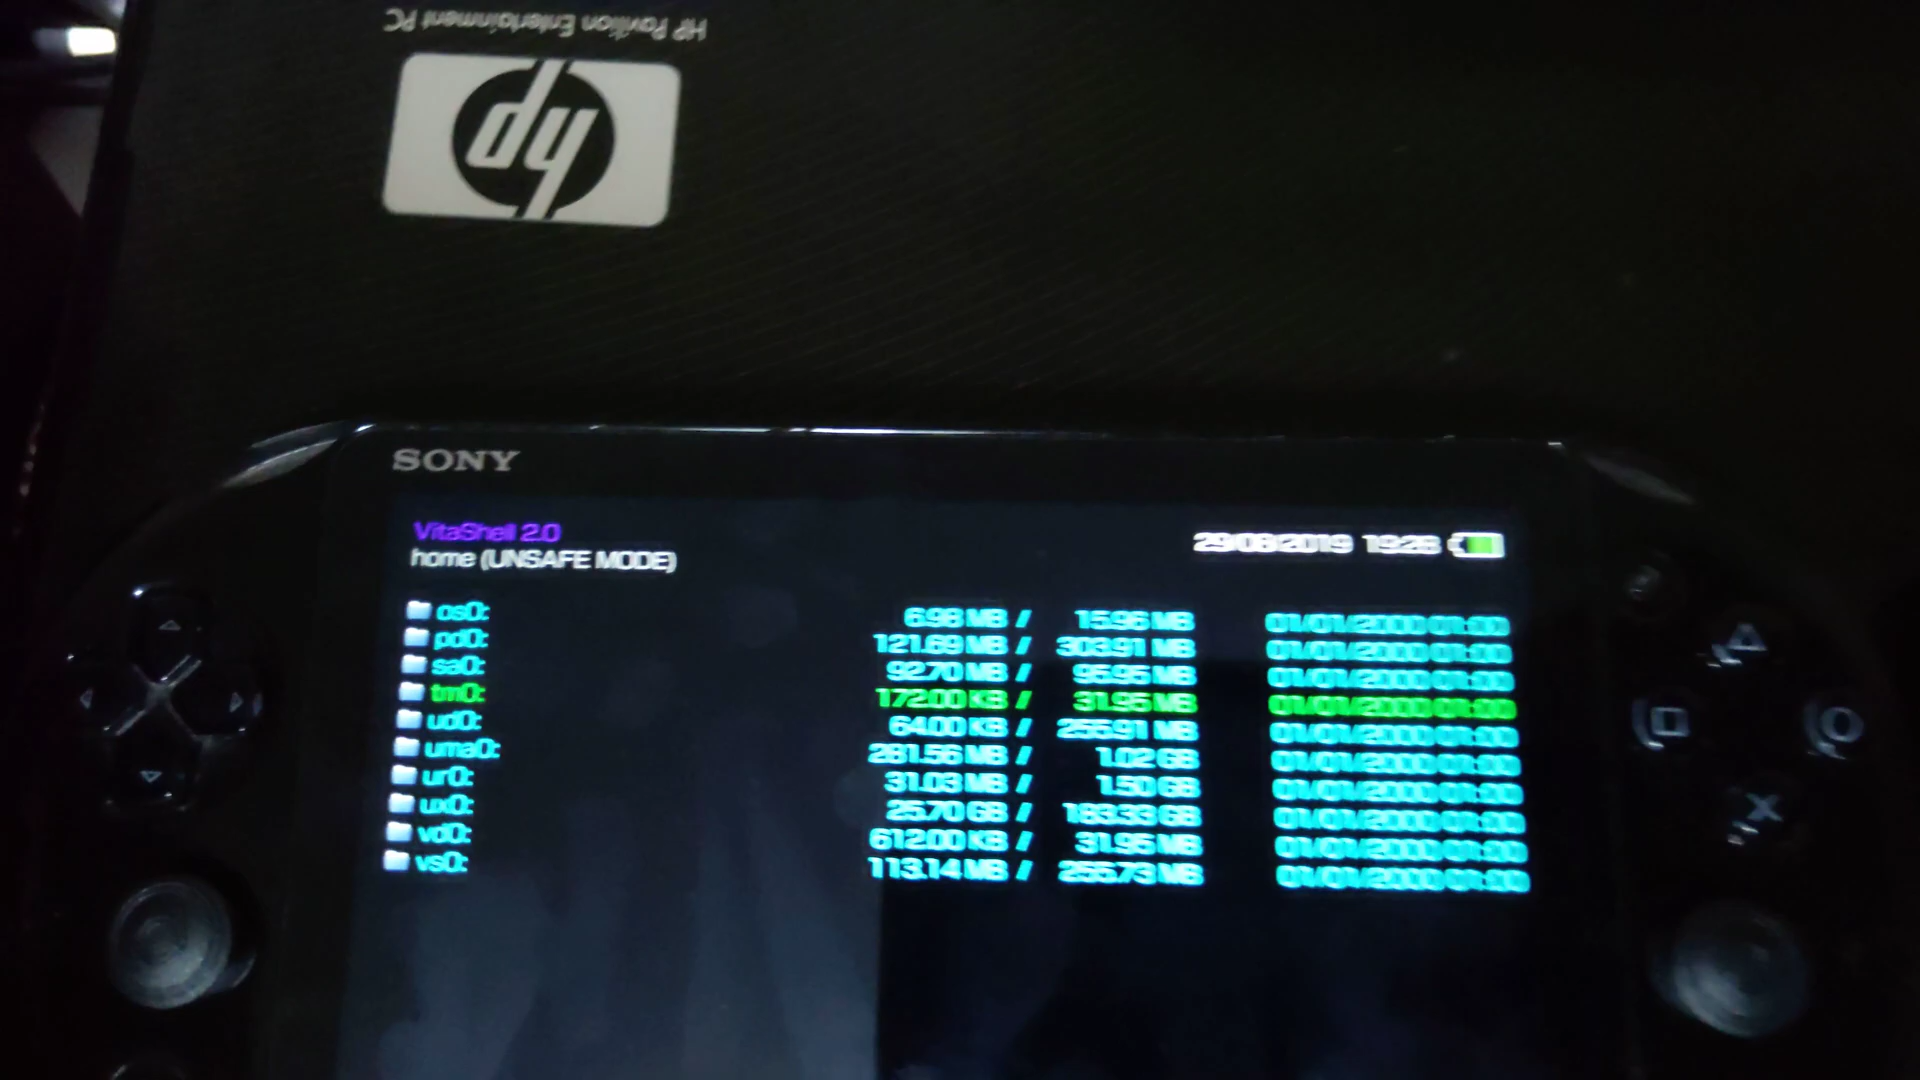 HP Pavilion Entertainment PC
hp
SONY
VitaShell 2.0
home (UNSAFE MODE)
29/08/2019 19:28
os0: 6.98 MB / 15.96 MB 01/01/2000 01:00
pd0: 121.69 MB / 303.91 MB 01/01/2000 01:00
sa0: 92.70 MB / 95.95 MB 01/01/2000 01:00
tm0: 172.00 KB / 31.95 MB 01/01/2000 01:00
ud0: 64.00 KB / 255.91 MB 01/01/2000 01:00
uma0: 281.56 MB / 1.02 GB 01/01/2000 01:00
ur0: 31.03 MB / 1.50 GB 01/01/2000 01:00
ux0: 25.70 GB / 183.33 GB 01/01/2000 01:00
vd0: 612.00 KB / 31.95 MB 01/01/2000 01:00
vs0: 113.14 MB / 255.73 MB 01/01/2000 01:00